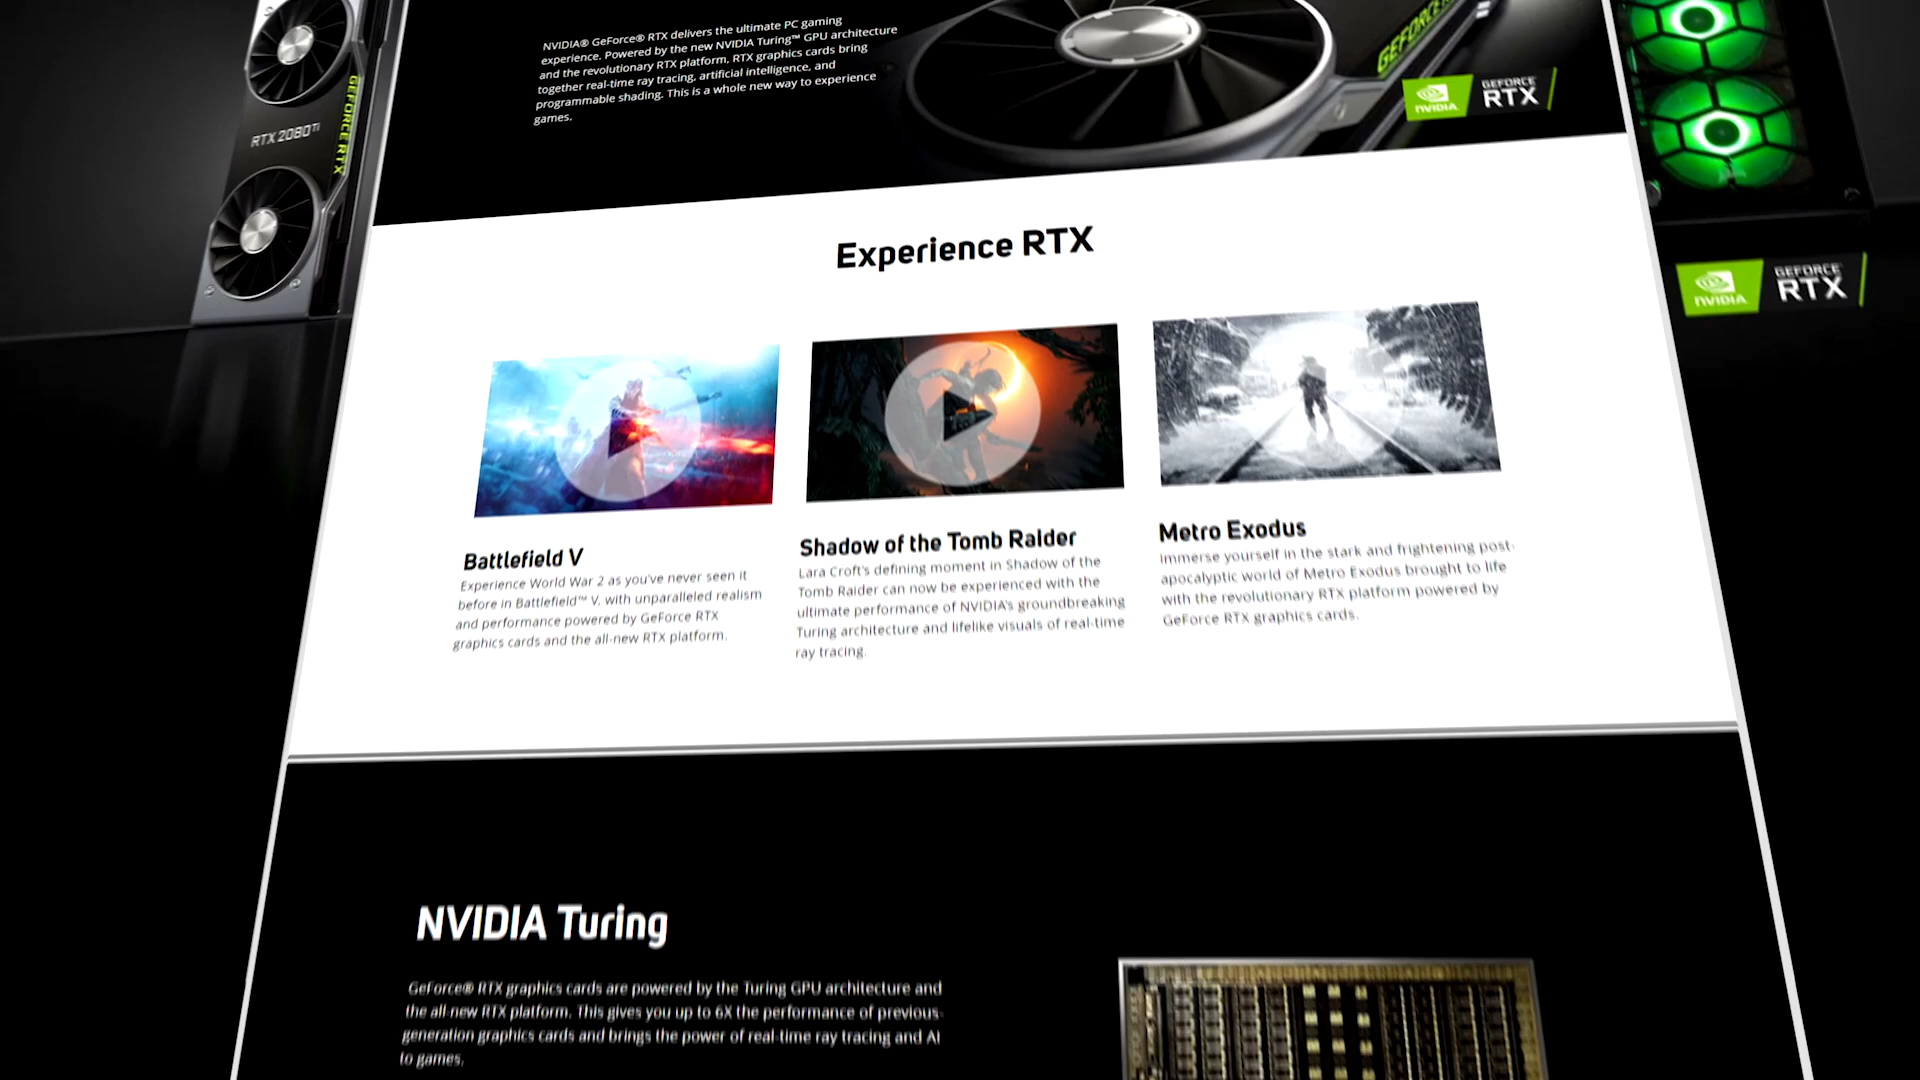 NVIDIA® GeForce® RTX delivers the ultimate PC gaming
experience. Powered by the new NVIDIA Turing™ GPU architecture
and the revolutionary RTX platform, RTX graphics cards bring
together real-time ray tracing, artificial intelligence, and
programmable shading. This is a whole new way to experience
games.
GEFORCE RTX
RTX 2080 Ti
GEFORCE
NVIDIA
GEFORCE
RTX
NVIDIA
GEFORCE
RTX
Experience RTX
Battlefield V
Experience World War 2 as you've never seen it
before in Battlefield™ V, with unparalleled realism
and performance powered by GeForce RTX
graphics cards and the all-new RTX platform.
Shadow of the Tomb Raider
Lara Croft's defining moment in Shadow of the
Tomb Raider can now be experienced with the
ultimate performance of NVIDIA's groundbreaking
Turing architecture and lifelike visuals of real-time
ray tracing.
Metro Exodus
Immerse yourself in the stark and frightening post-
apocalyptic world of Metro Exodus brought to life
with the revolutionary RTX platform powered by
GeForce RTX graphics cards.
NVIDIA Turing
GeForce® RTX graphics cards are powered by the Turing GPU architecture and
the all-new RTX platform. This gives you up to 6X the performance of previous-
generation graphics cards and brings the power of real-time ray tracing and AI
to games.